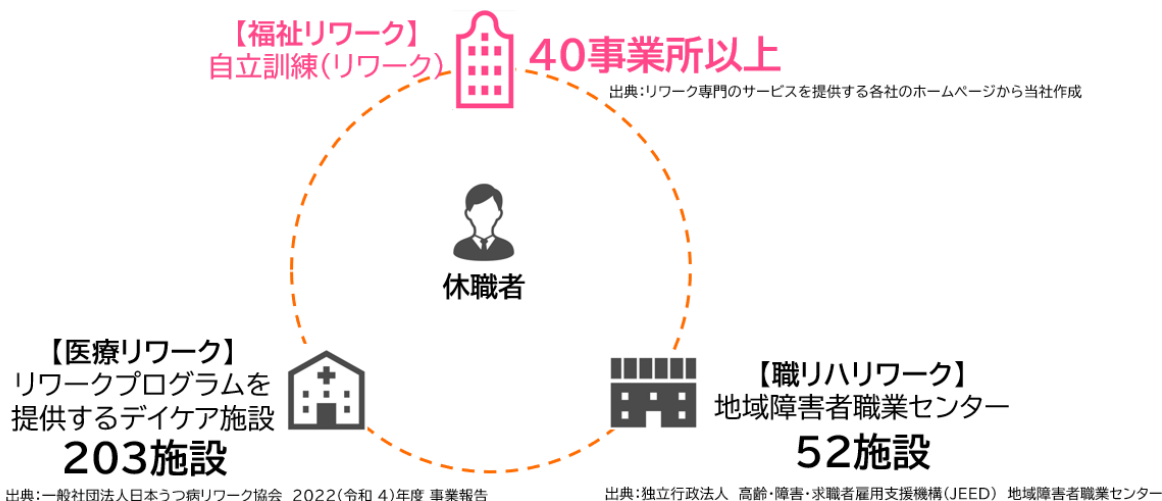 【福祉リワーク】
自立訓練(リワーク)
40事業所以上
出典:リワーク専門のサービスを提供する各社のホームページから当社作成
休職者
【医療リワーク】
リワークプログラムを
提供するデイケア施設
203施設
出典:一般社団法人日本うつ病リワーク協会 2022(令和 4)年度 事業報告
【職リハリワーク】
地域障害者職業センター
52施設
出典:独立行政法人 高齢・障害・求職者雇用支援機構(JEED) 地域障害者職業センター